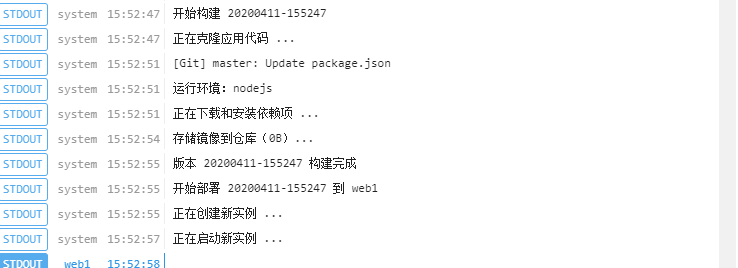 STDOUT system 15:52:47 开始构建 20200411-155247
STDOUT system 15:52:47 正在克隆应用代码 ...
STDOUT system 15:52:51 [Git] master: Update package.json
STDOUT system 15:52:51 运行环境: nodejs
STDOUT system 15:52:51 正在下载和安装依赖项 ...
STDOUT system 15:52:54 存储镜像到仓库（0B）...
STDOUT system 15:52:55 版本 20200411-155247 构建完成
STDOUT system 15:52:55 开始部署 20200411-155247 到 web1
STDOUT system 15:52:55 正在创建新实例 ...
STDOUT system 15:52:57 正在启动新实例 ...
STDOUT web1 15:52:58